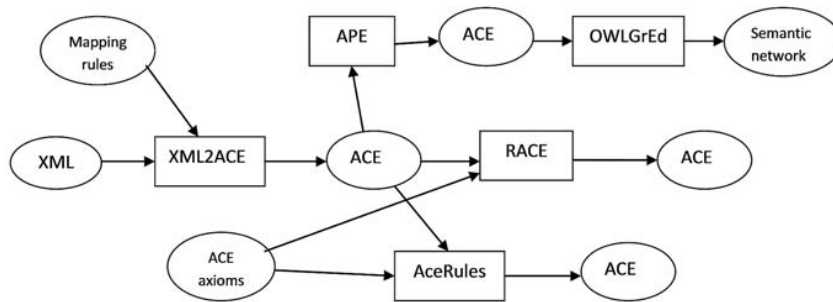 Mapping
rules
APE
ACE
OWLGrEd
Semantic
network
XML
XML2ACE
ACE
RACE
ACE
ACE
axioms
AceRules
ACE